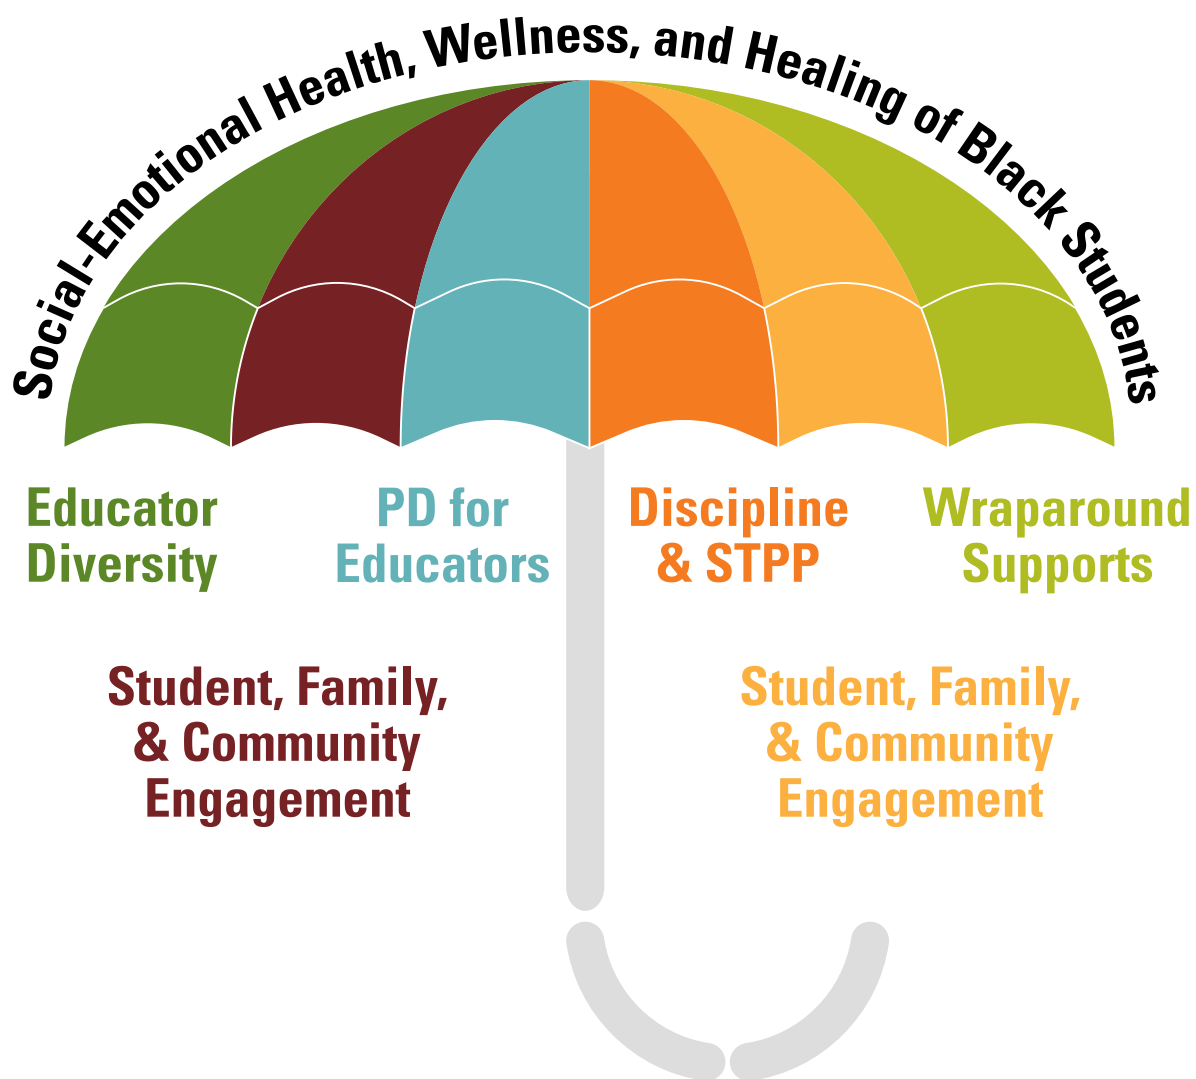 Social-Emotional Health, Wellness, and Healing of Black Students
Educator
Diversity
PD for
Educators
Discipline
& STPP
Wraparound
Supports
Student, Family,
& Community
Engagement
Student, Family,
& Community
Engagement